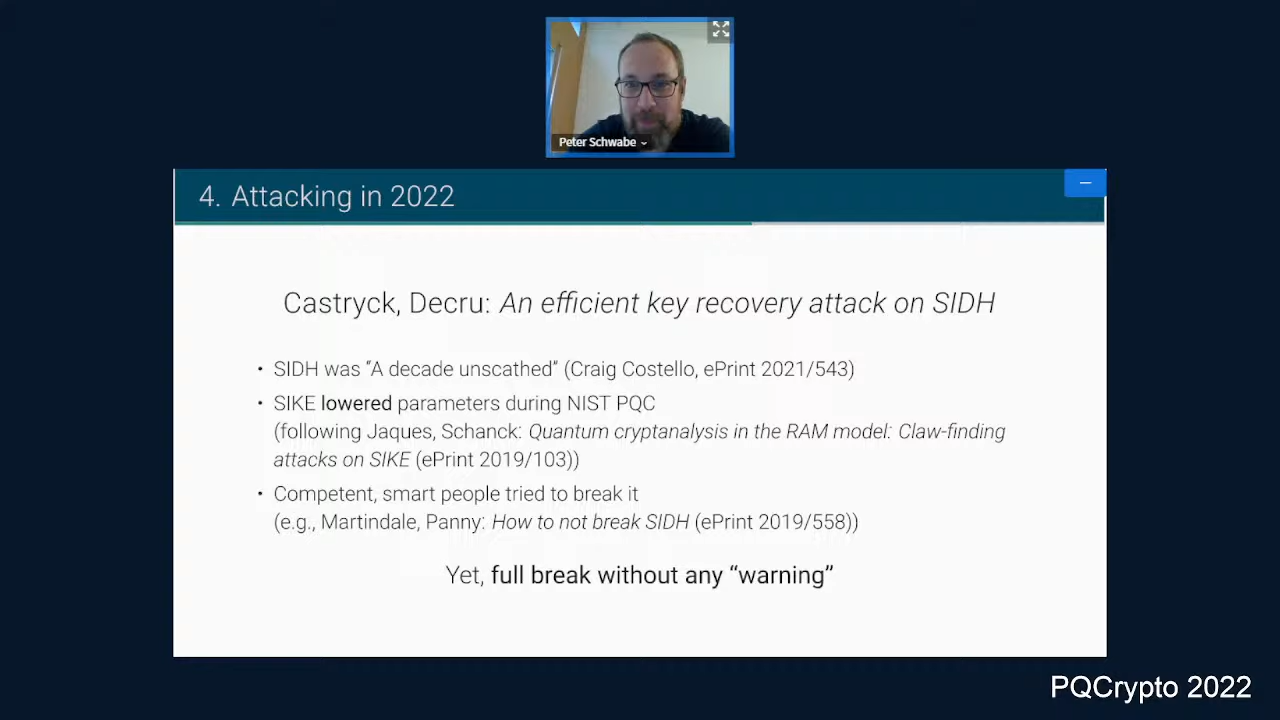 Peter Schwabe
4. Attacking in 2022
Castryck, Decru: An efficient key recovery attack on SIDH
• SIDH was “A decade unscathed” (Craig Costello, ePrint 2021/543)
• SIKE lowered parameters during NIST PQC
(following Jaques, Schanck: Quantum cryptanalysis in the RAM model: Claw-finding
attacks on SIKE (ePrint 2019/103))
• Competent, smart people tried to break it
(e.g., Martindale, Panny: How to not break SIDH (ePrint 2019/558))
Yet, full break without any “warning”
PQCrypto 2022